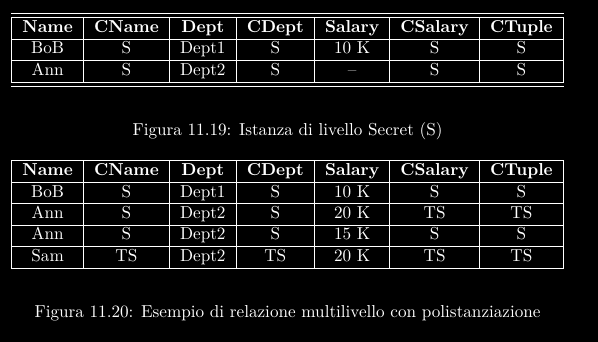 Name CName Dept CDept Salary CSalary CTuple
BoB S Dept1 S 10 K S S
Ann S Dept2 S – S S
Figura 11.19: Istanza di livello Secret (S)
Name CName Dept CDept Salary CSalary CTuple
BoB S Dept1 S 10 K S S
Ann S Dept2 S 20 K TS TS
Ann S Dept2 S 15 K S S
Sam TS Dept2 TS 20 K TS TS
Figura 11.20: Esempio di relazione multilivello con polistanziazione